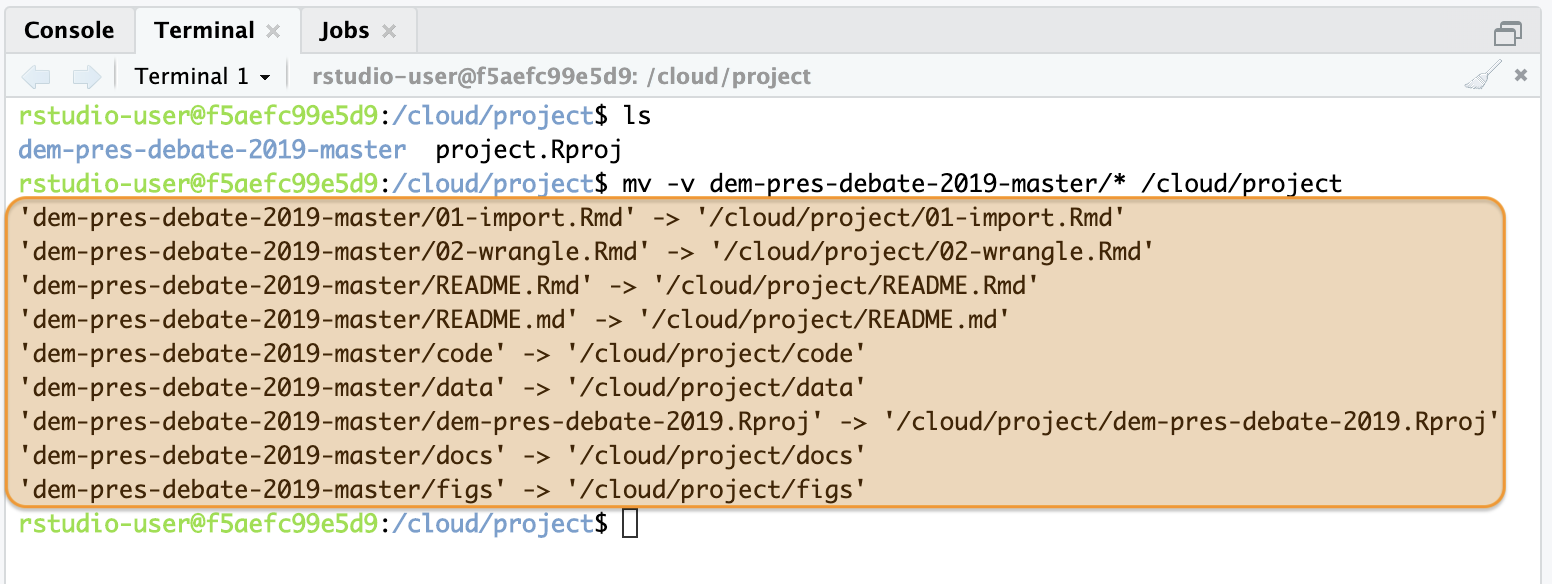 Console Terminal × Jobs ×
Terminal 1 rstudio-user@f5aefc99e5d9: /cloud/project
rstudio-user@f5aefc99e5d9:/cloud/project$ ls
dem-pres-debate-2019-master  project.Rproj
rstudio-user@f5aefc99e5d9:/cloud/project$ mv -v dem-pres-debate-2019-master/* /cloud/project
'dem-pres-debate-2019-master/01-import.Rmd' -> '/cloud/project/01-import.Rmd'
'dem-pres-debate-2019-master/02-wrangle.Rmd' -> '/cloud/project/02-wrangle.Rmd'
'dem-pres-debate-2019-master/README.Rmd' -> '/cloud/project/README.Rmd'
'dem-pres-debate-2019-master/README.md' -> '/cloud/project/README.md'
'dem-pres-debate-2019-master/code' -> '/cloud/project/code'
'dem-pres-debate-2019-master/data' -> '/cloud/project/data'
'dem-pres-debate-2019-master/dem-pres-debate-2019.Rproj' -> '/cloud/project/dem-pres-debate-2019.Rproj'
'dem-pres-debate-2019-master/docs' -> '/cloud/project/docs'
'dem-pres-debate-2019-master/figs' -> '/cloud/project/figs'
rstudio-user@f5aefc99e5d9:/cloud/project$